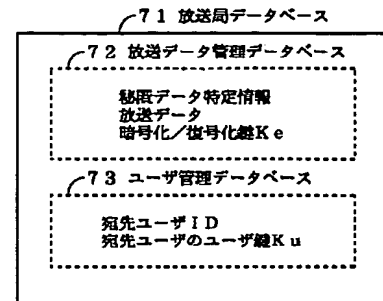 71 放送局データベース
72 放送データ管理データベース
秘匿データ特定情報
放送データ
暗号化/復号化鍵Ke
73 ユーザ管理データベース
宛先ユーザID
宛先ユーザのユーザ鍵Ku